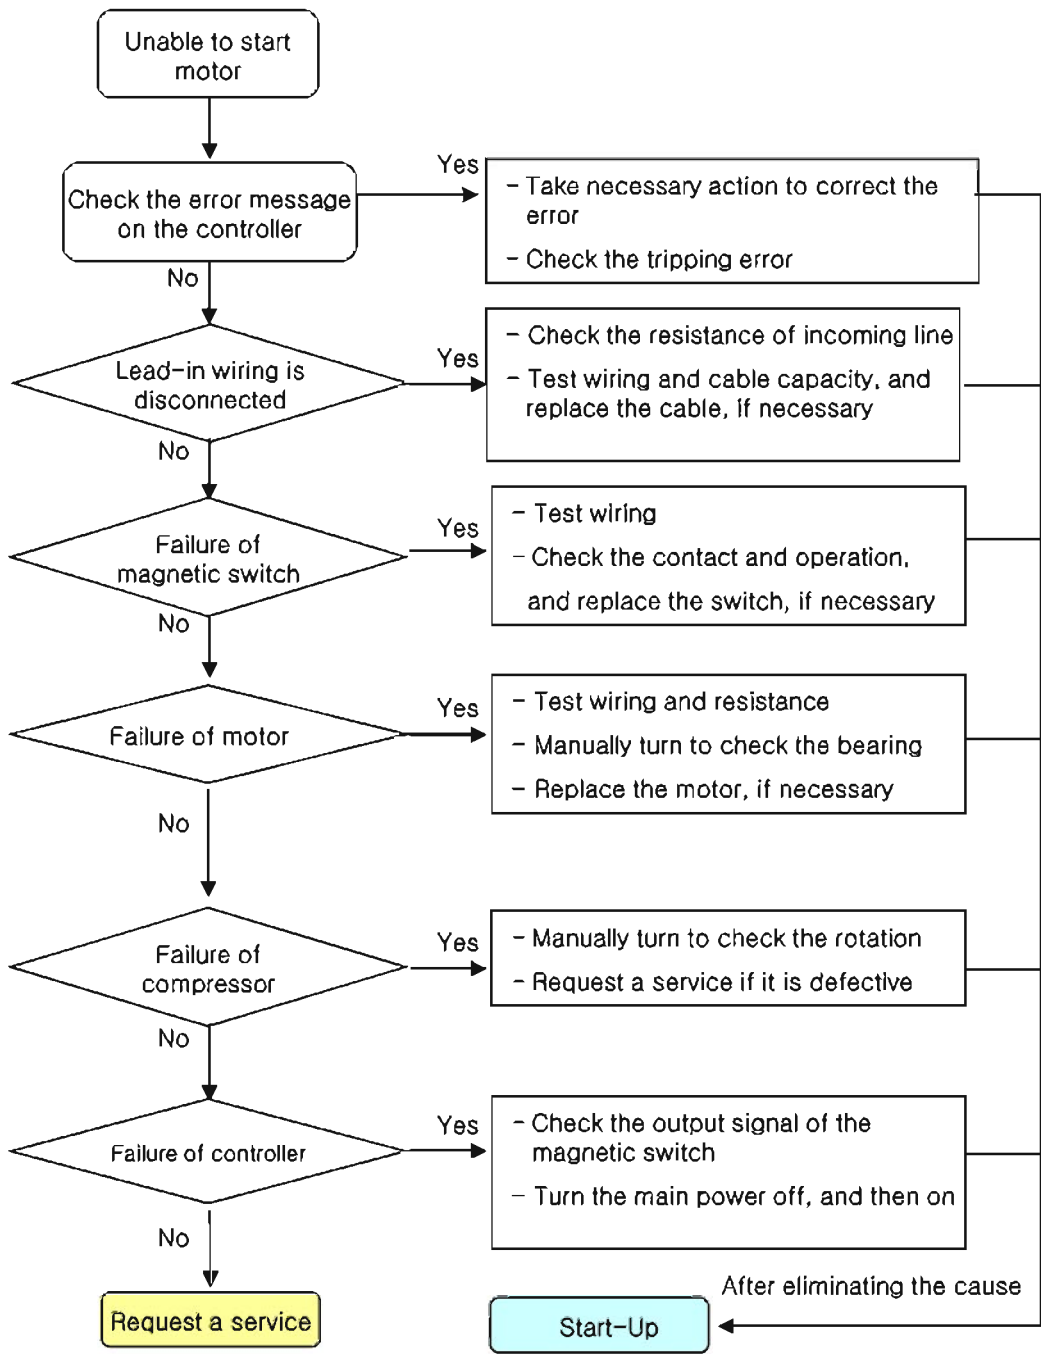 Unable to start
motor
Yes
Check the error message
on the controller
- Take necessary action to correct the
error
- Check the tripping error
No
Lead-in wiring is
disconnected
Yes
- Check the resistance of incoming line
- Test wiring and cable capacity, and
replace the cable, if necessary
No
Failure of
magnetic switch
Yes
- Test wiring
- Check the contact and operation,
and replace the switch, if necessary
No
Failure of motor
Yes
- Test wiring and resistance
- Manually turn to check the bearing
- Replace the motor, if necessary
No
Failure of
compressor
Yes
- Manually turn to check the rotation
- Request a service if it is defective
No
Failure of controller
Yes
- Check the output signal of the
magnetic switch
- Turn the main power off, and then on
No
Request a service
After eliminating the cause
Start-Up